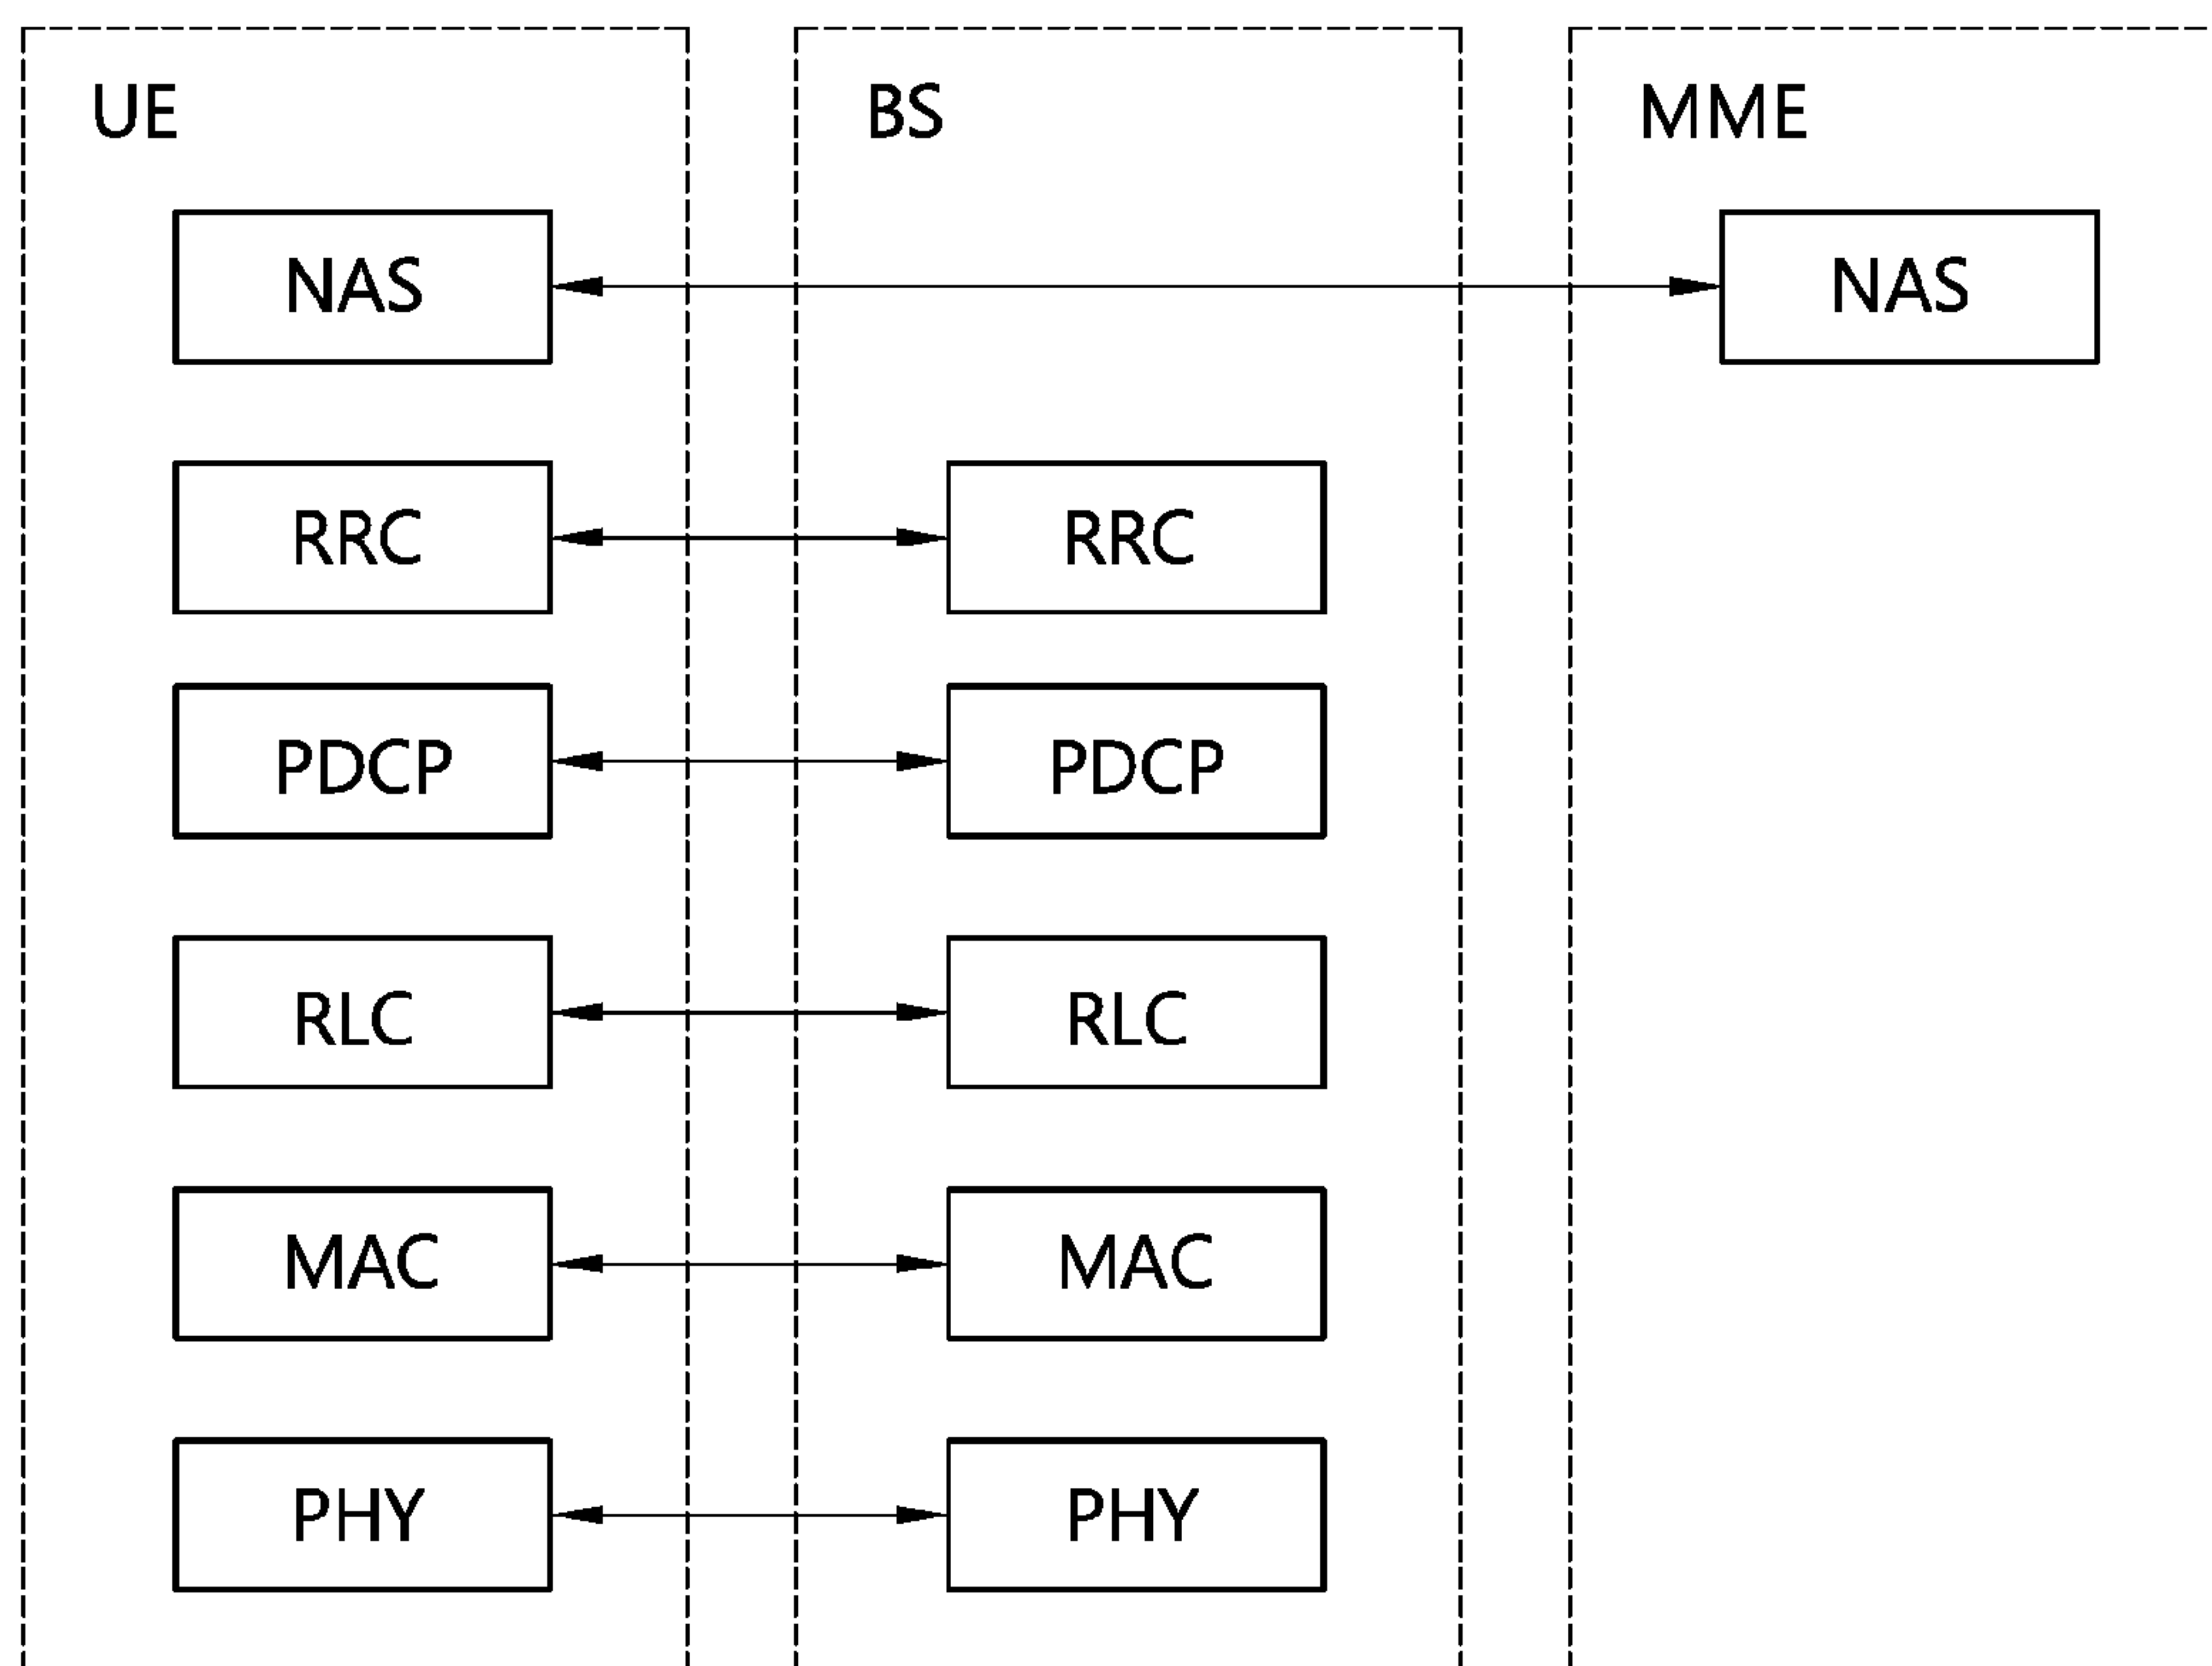 UE BS MME
NAS NAS
RRC RRC
PDCP PDCP
RLC RLC
MAC MAC
PHY PHY